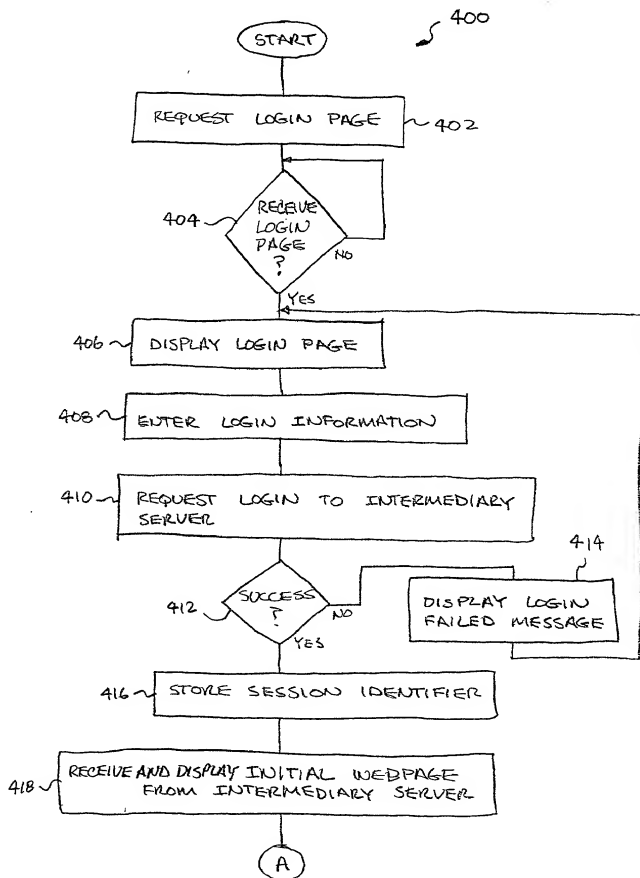 400
START
REQUEST LOGIN PAGE
402
404
RECEIVE
LOGIN
PAGE
?
NO
YES
406
DISPLAY LOGIN PAGE
408
ENTER LOGIN INFORMATION
410
REQUEST LOGIN TO INTERMEDIARY
SERVER
412
SUCCESS
?
NO
YES
414
DISPLAY LOGIN
FAILED MESSAGE
416
STORE SESSION IDENTIFIER
418
RECEIVE AND DISPLAY INITIAL WEBPAGE
FROM INTERMEDIARY SERVER
A